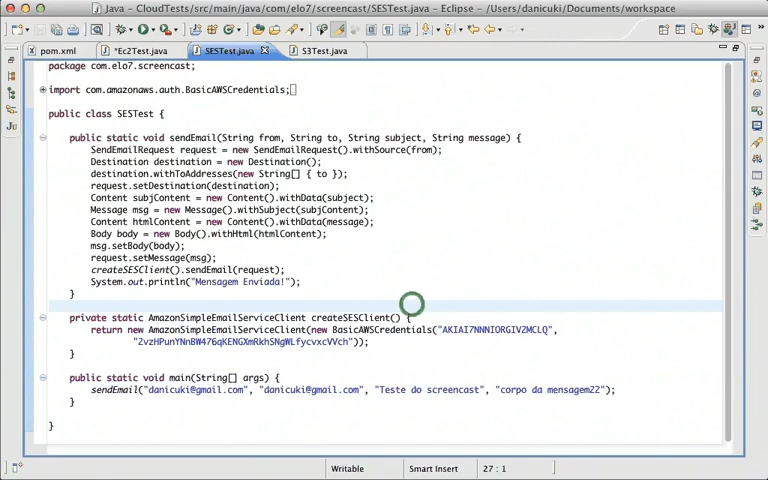 Java - CloudTests/src/main/java/com/elo7/screencast/SESTest.java - Eclipse - /Users/danicuki/Documents/workspace
pom.xml *Ec2Test.java SESTest.java S3Test.java
package com.elo7.screencast;
import com.amazonaws.auth.BasicAWSCredentials;
public class SESTest {
public static void sendEmail(String from, String to, String subject, String message) {
SendEmailRequest request = new SendEmailRequest().withSource(from);
Destination destination = new Destination();
destination.withToAddresses(new String[] { to });
request.setDestination(destination);
Content subjContent = new Content().withData(subject);
Message msg = new Message().withSubject(subjContent);
Content htmlContent = new Content().withData(message);
Body body = new Body().withHtml(htmlContent);
msg.setBody(body);
request.setMessage(msg);
createSESClient().sendEmail(request);
System.out.println("Mensagem Enviada!");
}
private static AmazonSimpleEmailServiceClient createSESClient() {
return new AmazonSimpleEmailServiceClient(new BasicAWSCredentials("AKIAI7NNNIORGIVZMCLQ",
"2vzHPunYNnBW476qKENGXmRkhSNgWLfycvxcVVch"));
}
public static void main(String[] args) {
sendEmail("danicuki@gmail.com", "danicuki@gmail.com", "Teste do screencast", "corpo da mensagem22");
}
}
Writable Smart Insert 27 : 1